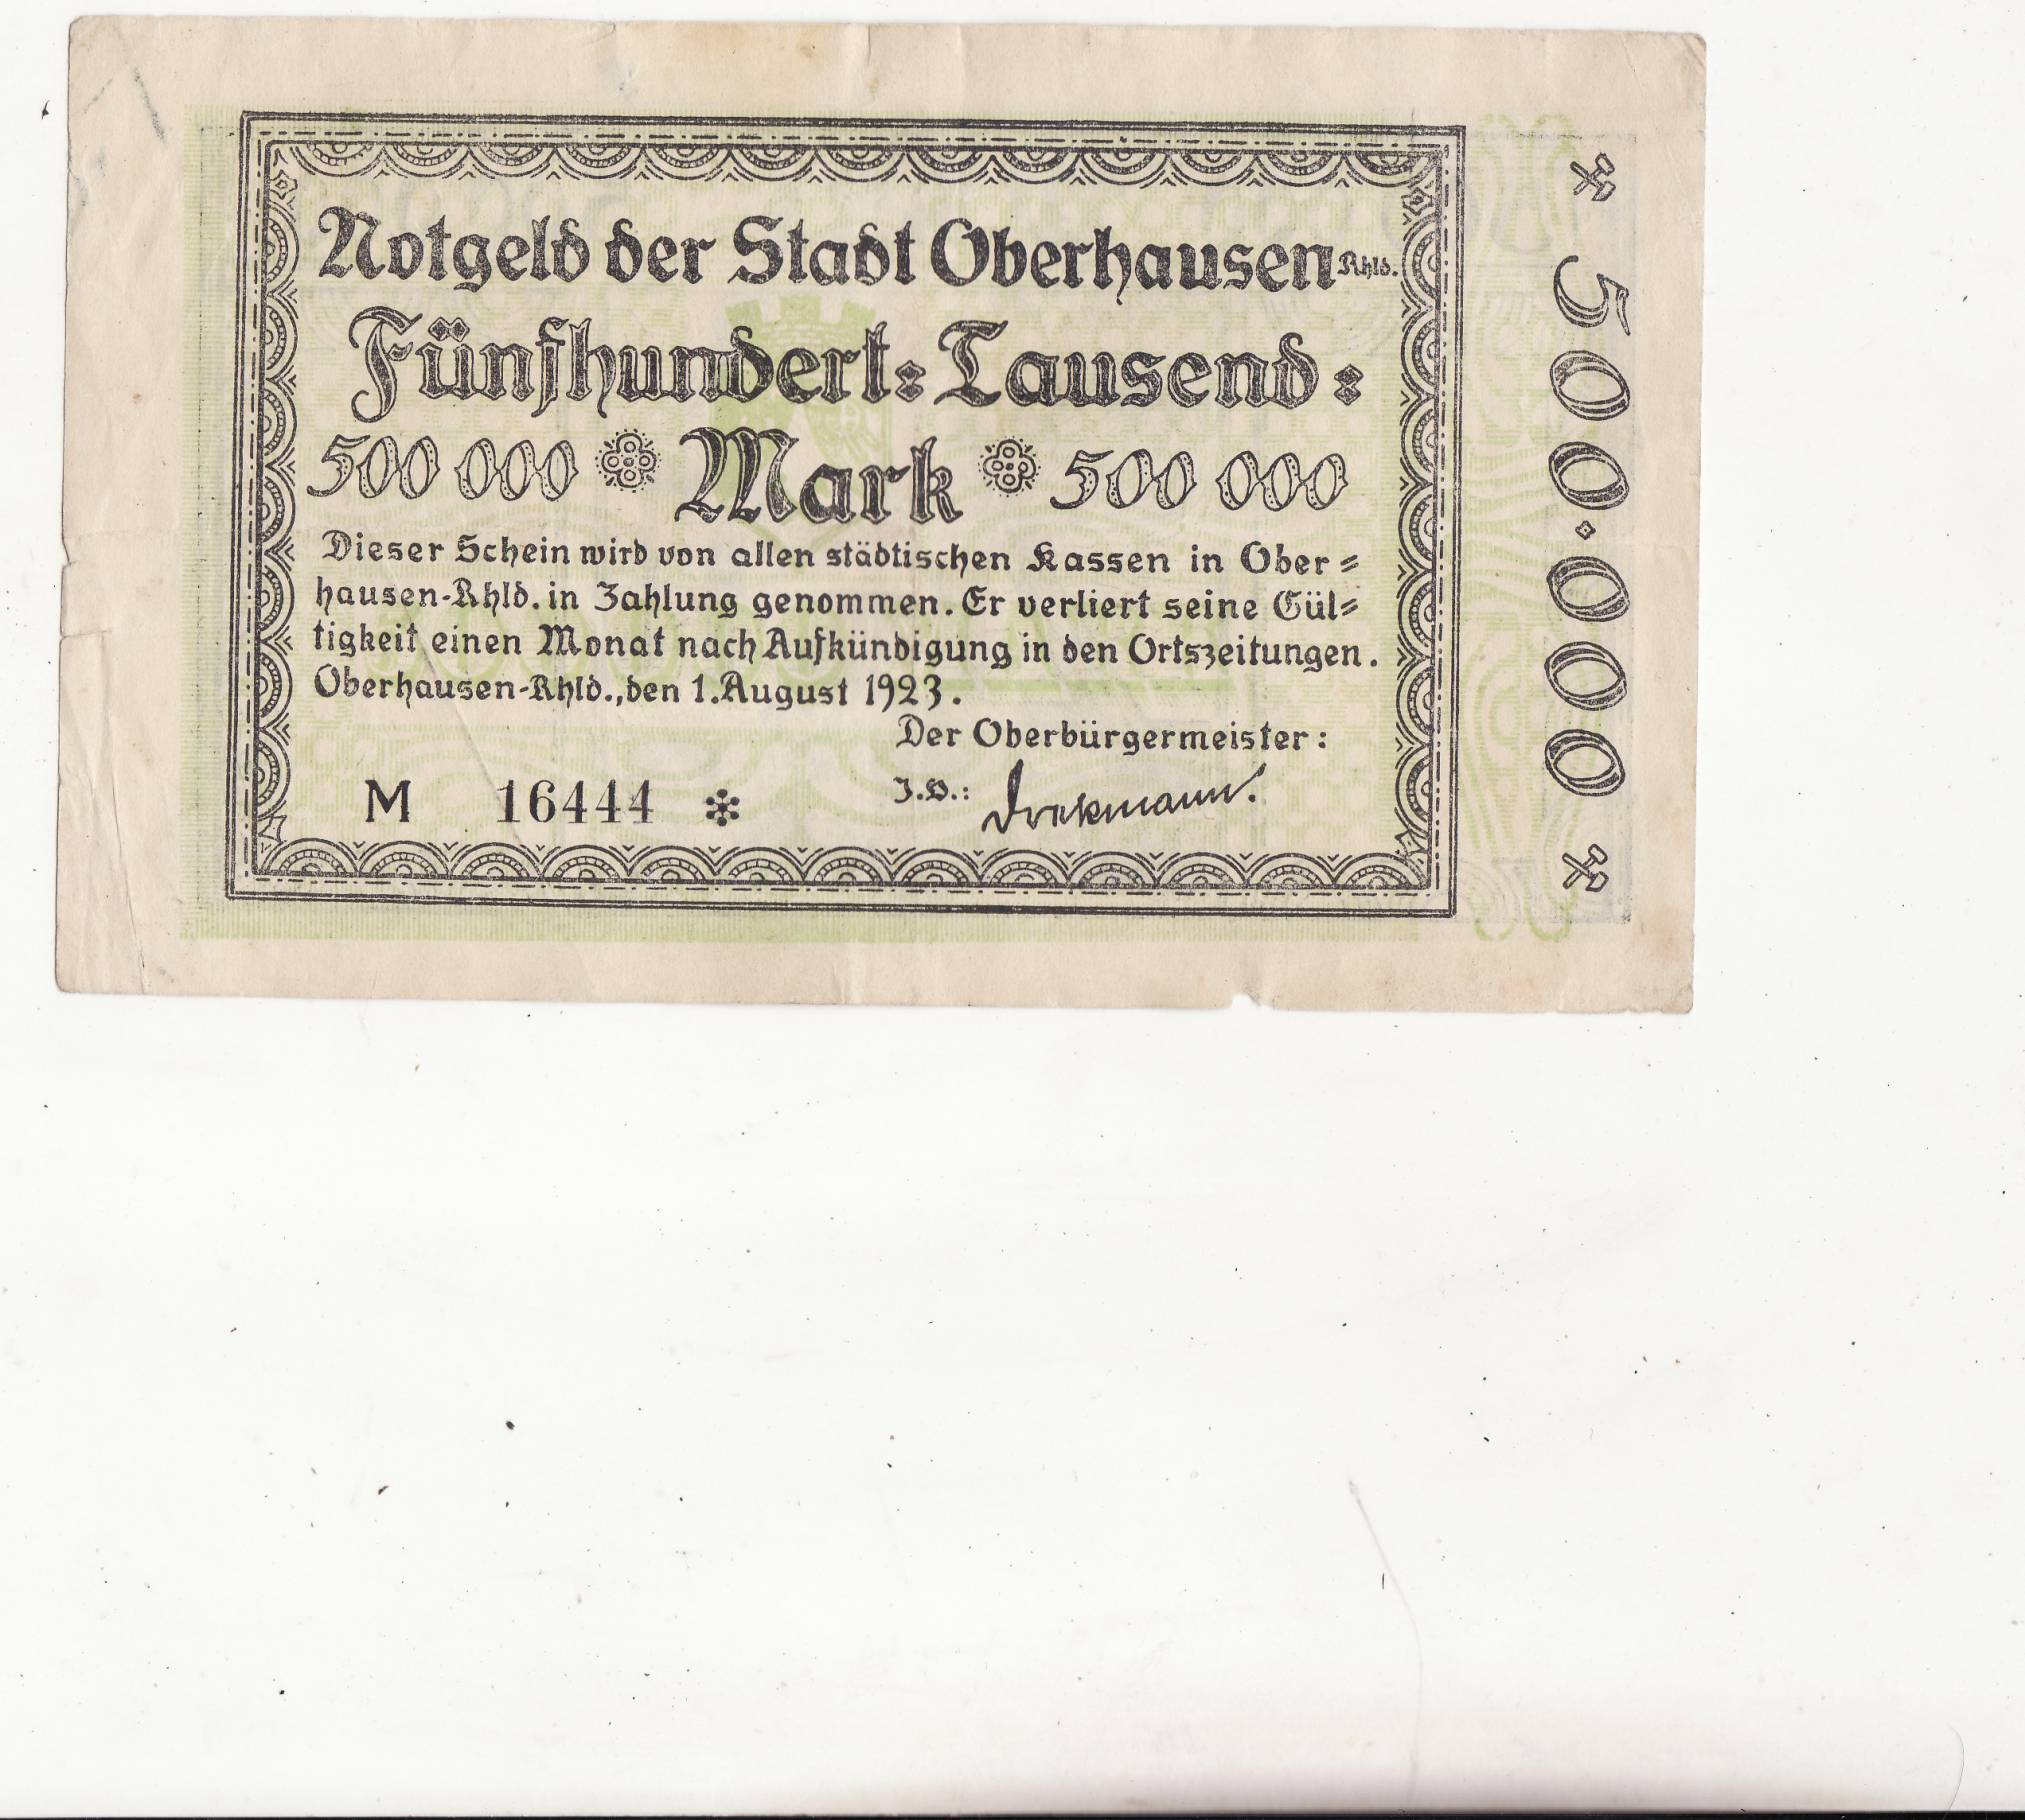 Notgeld der Stadt Oberhausen Rhld.
Fünfhundert-Tausend-
500 000 Mark 500 000
Dieser Schein wird von allen städtischen Kassen in Ober-
hausen-Rhld. in Zahlung genommen. Er verliert seine Gül-
tigkeit einen Monat nach Aufkündigung in den Ortszeitungen.
Oberhausen-Rhld., den 1. August 1923.
Der Oberbürgermeister:
M 16444 *
I.V.:
500.000